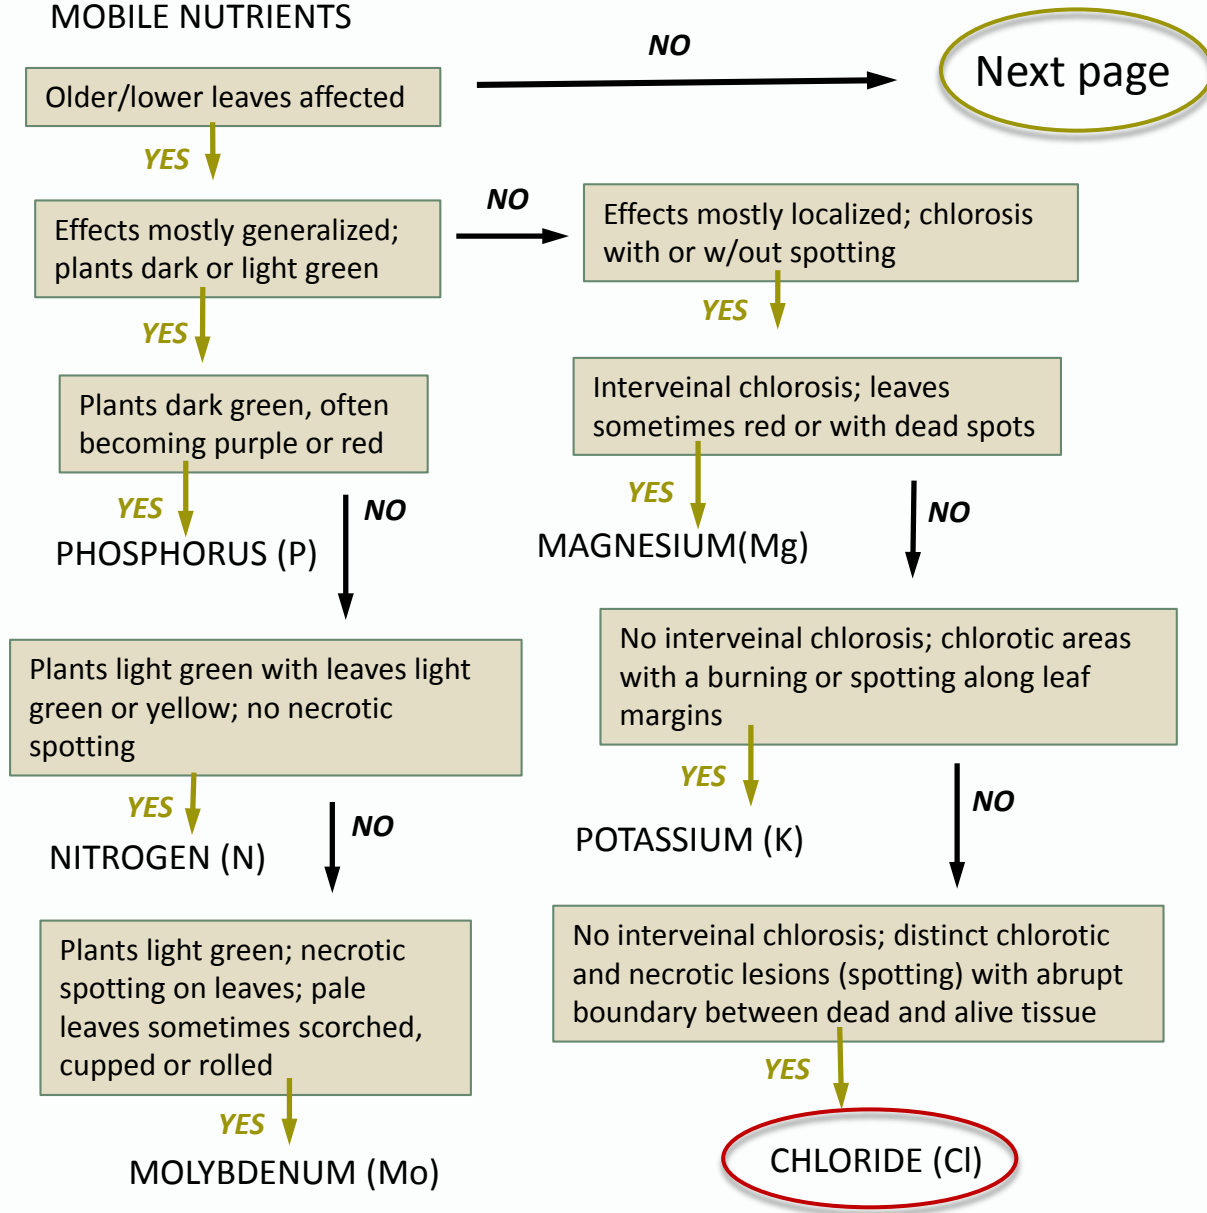 MOBILE NUTRIENTS
NO
Next page
Older/lower leaves affected
YES
NO
Effects mostly generalized;
plants dark or light green
Effects mostly localized; chlorosis
with or w/out spotting
YES
YES
Plants dark green, often
becoming purple or red
Interveinal chlorosis; leaves
sometimes red or with dead spots
YES
NO
YES
NO
PHOSPHORUS (P)
MAGNESIUM(Mg)
Plants light green with leaves light
green or yellow; no necrotic
spotting
No interveinal chlorosis; chlorotic areas
with a burning or spotting along leaf
margins
YES
NO
YES
NO
NITROGEN (N)
POTASSIUM (K)
Plants light green; necrotic
spotting on leaves; pale
leaves sometimes scorched,
cupped or rolled
No interveinal chlorosis; distinct chlorotic
and necrotic lesions (spotting) with abrupt
boundary between dead and alive tissue
YES
YES
MOLYBDENUM (Mo)
CHLORIDE (Cl)